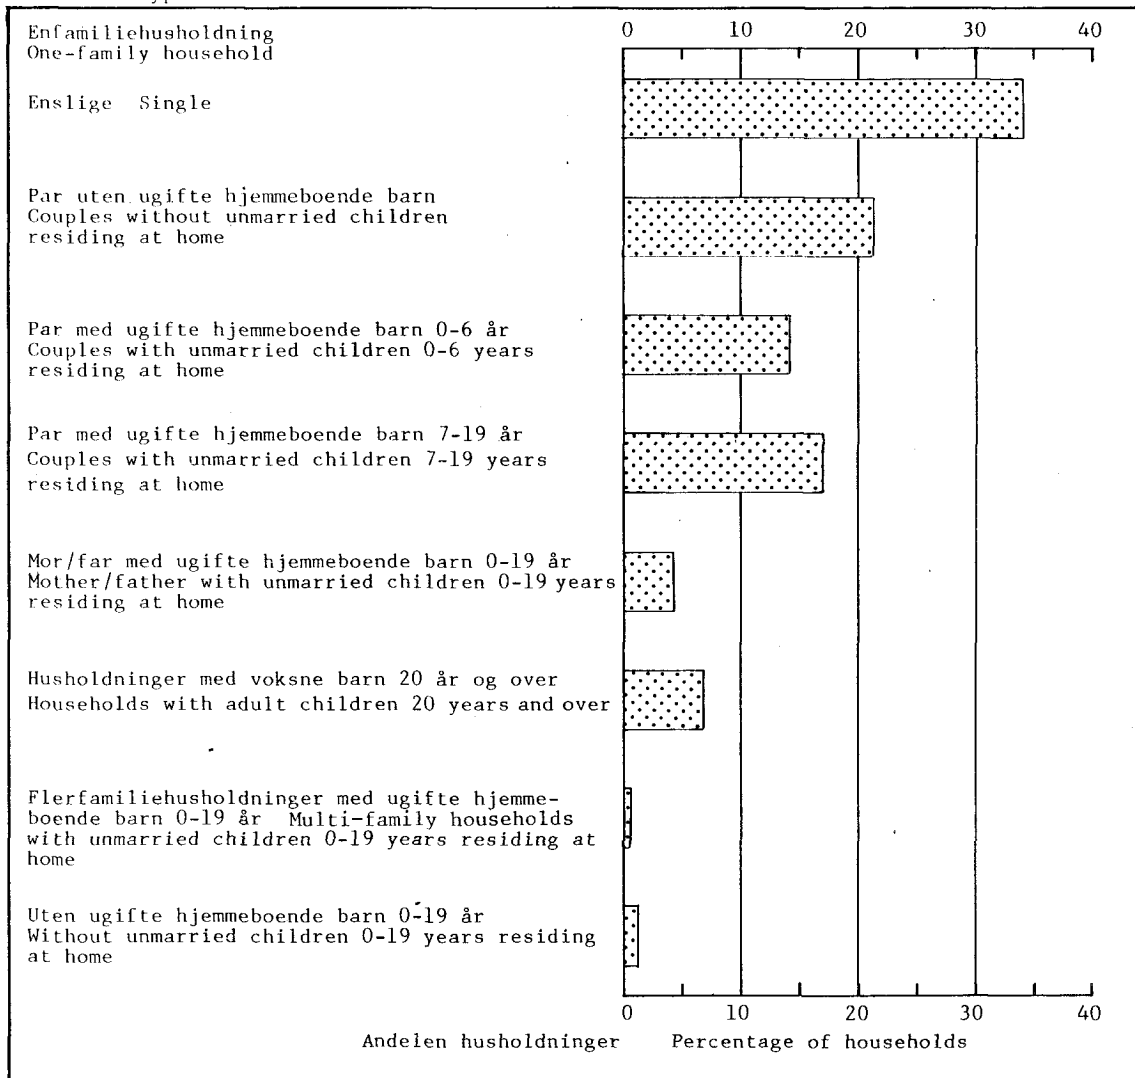 Enfamiliehusholdning
One-family household
0 10 20 30 40
Enslige Single
Par uten ugifte hjemmeboende barn
Couples without unmarried children
residing at home
Par med ugifte hjemmeboende barn 0-6 år
Couples with unmarried children 0-6 years
residing at home
Par med ugifte hjemmeboende barn 7-19 år
Couples with unmarried children 7-19 years
residing at home
Mor/far med ugifte hjemmeboende barn 0-19 år
Mother/father with unmarried children 0-19 years
residing at home
Husholdninger med voksne barn 20 år og over
Households with adult children 20 years and over
Flerfamiliehusholdninger med ugifte hjemme-
boende barn 0-19 år Multi-family households
with unmarried children 0-19 years residing at
home
Uten ugifte hjemmeboende barn 0-19 år
Without unmarried children 0-19 years residing
at home
0 10 20 30 40
Andelen husholdninger Percentage of households